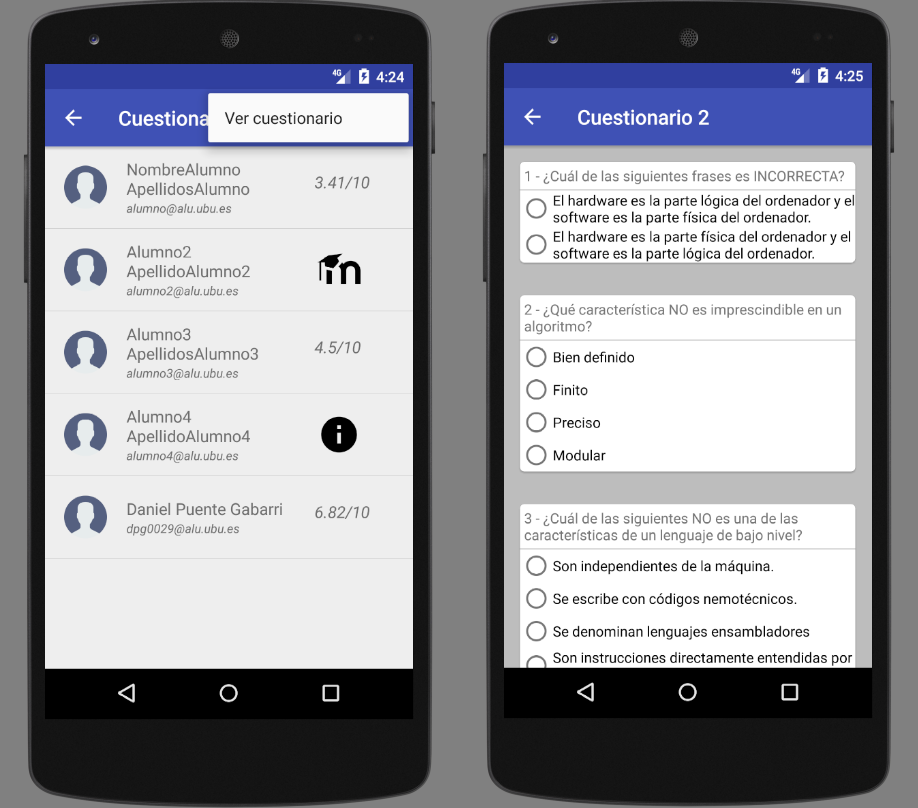 4G 4:24
Cuestiona
Ver cuestionario
NombreAlumno
ApellidosAlumno
alumno@alu.ubu.es
3.41/10
Alumno2
ApellidoAlumno2
alumno2@alu.ubu.es
m
Alumno3
ApellidosAlumno3
alumno3@alu.ubu.es
4.5/10
Alumno4
ApellidoAlumno4
alumno4@alu.ubu.es
i
Daniel Puente Gabarri
dpg0029@alu.ubu.es
6.82/10
4G 4:25
Cuestionario 2
1 - ¿Cuál de las siguientes frases es INCORRECTA?
El hardware es la parte lógica del ordenador y el
software es la parte física del ordenador.
El hardware es la parte física del ordenador y el
software es la parte lógica del ordenador.
2 - ¿Qué característica NO es imprescindible en un
algoritmo?
Bien definido
Finito
Preciso
Modular
3 - ¿Cuál de las siguientes NO es una de las
características de un lenguaje de bajo nivel?
Son independientes de la máquina.
Se escribe con códigos nemotécnicos.
Se denominan lenguajes ensambladores
Son instrucciones directamente entendidas por